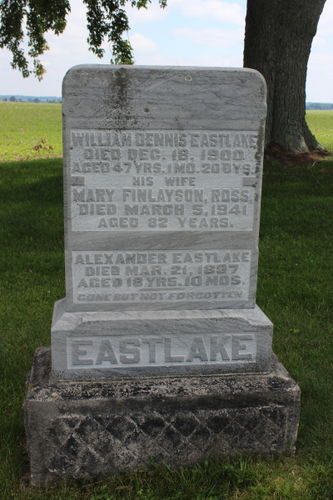 WILLIAM DENNIS EASTLAKE
DIED DEC. 18, 1900.
AGED 47 YRS. 1 MO. 20 DYS.
HIS WIFE
MARY FINLAYSON, ROSS,
DIED MARCH 5, 1941
AGED 82 YEARS.
ALEXANDER EASTLAKE
DIED MAR. 21, 1897
AGED 18 YRS. 10 MOS.
GONE BUT NOT FORGOTTEN
EASTLAKE